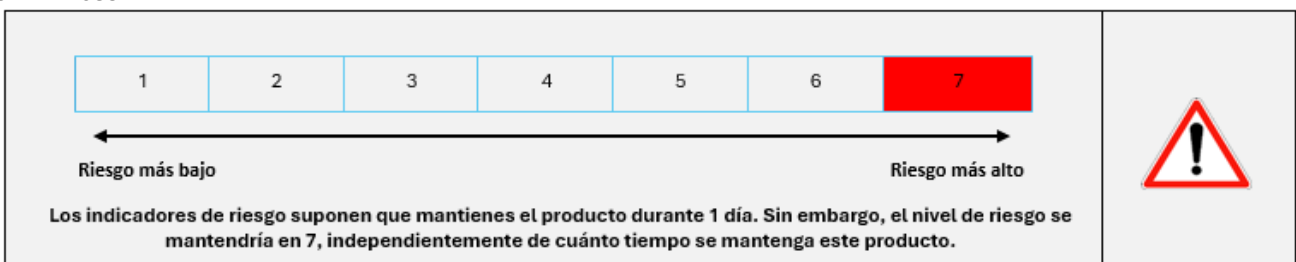 1 2 3 4 5 6 7
Riesgo más bajo Riesgo más alto
Los indicadores de riesgo suponen que mantienes el producto durante 1 día. Sin embargo, el nivel de riesgo se
mantendría en 7, independientemente de cuánto tiempo se mantenga este producto.